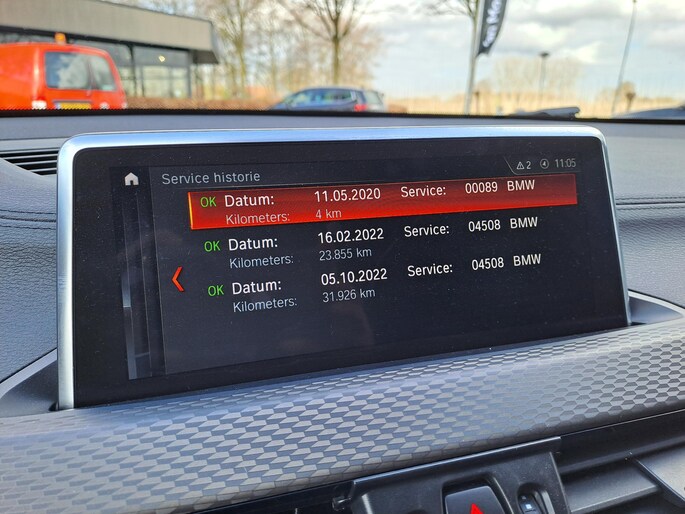 Service historie
2
11:05
OK Datum: 11.05.2020 Service: 00089 BMW
Kilometers: 4 km
OK Datum: 16.02.2022 Service: 04508 BMW
Kilometers: 23.855 km
OK Datum: 05.10.2022 Service: 04508 BMW
Kilometers: 31.926 km